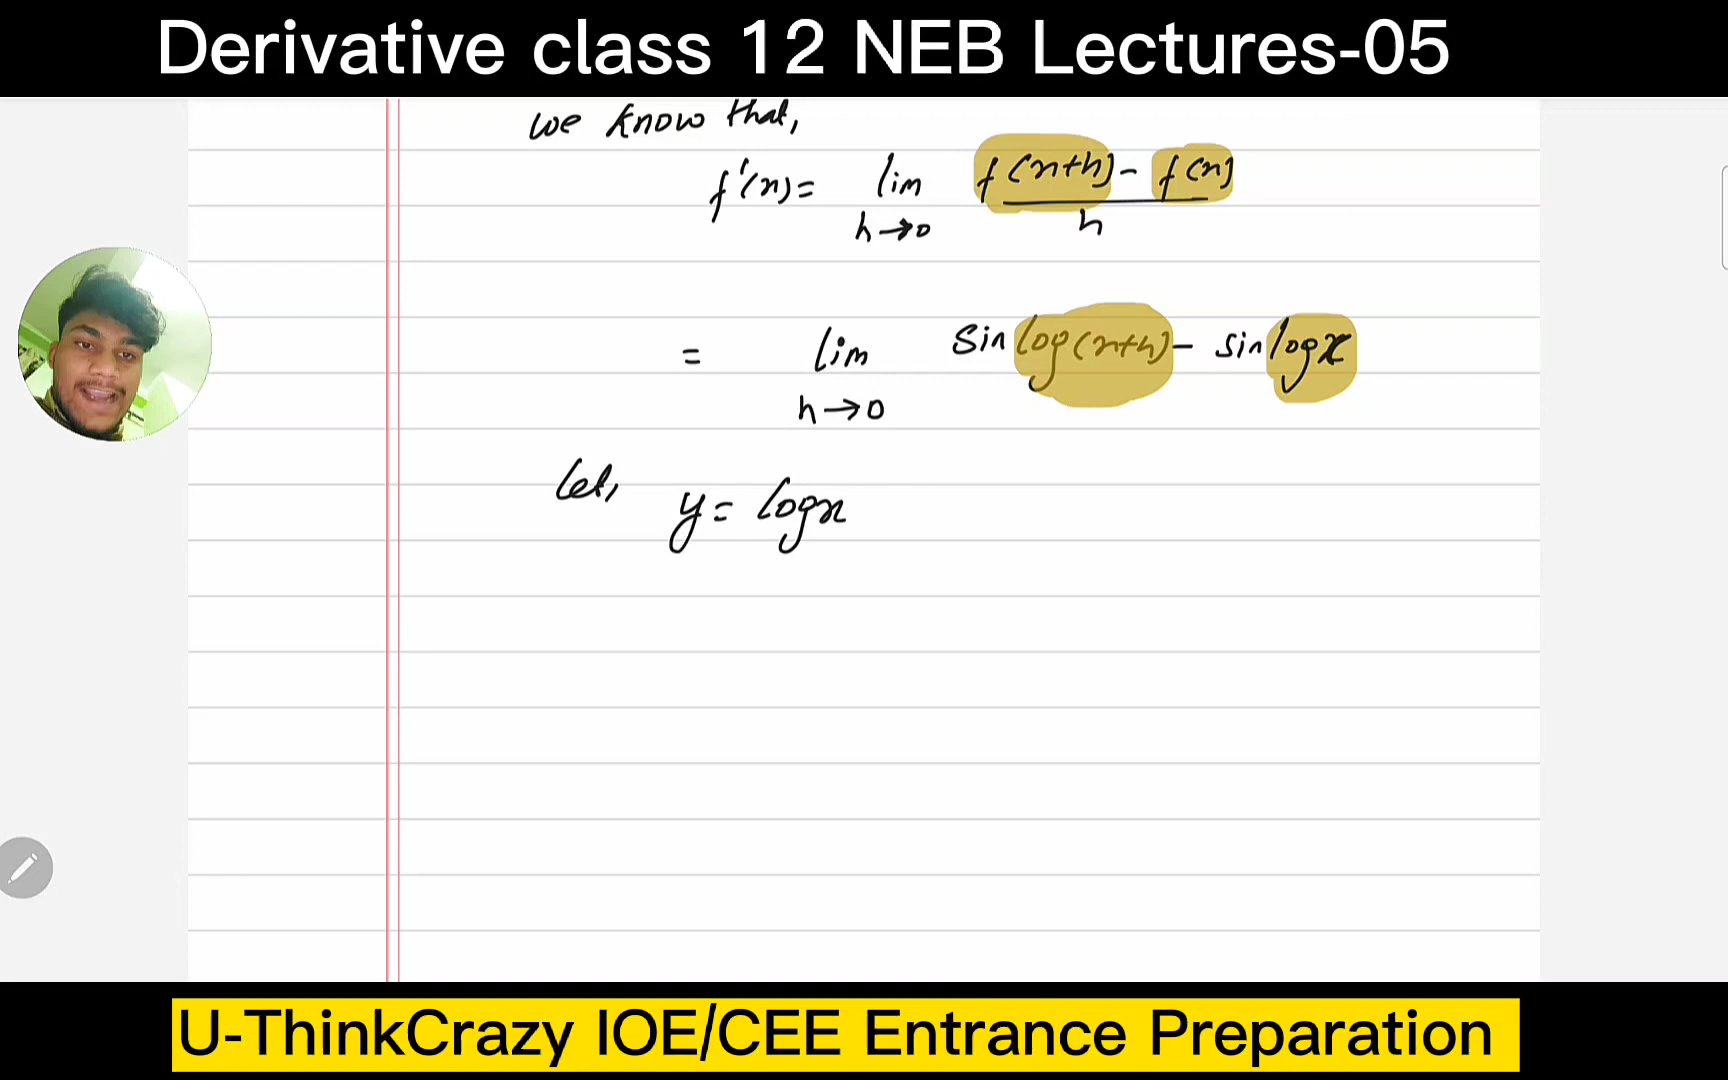 Derivative class 12 NEB Lectures-05
we know that,
f'(x) = lim f(x+h) - f(x)
h→0 h
= lim sin log(x+h) - sin log x
h→0
let, y = log x
U-ThinkCrazy IOE/CEE Entrance Preparation